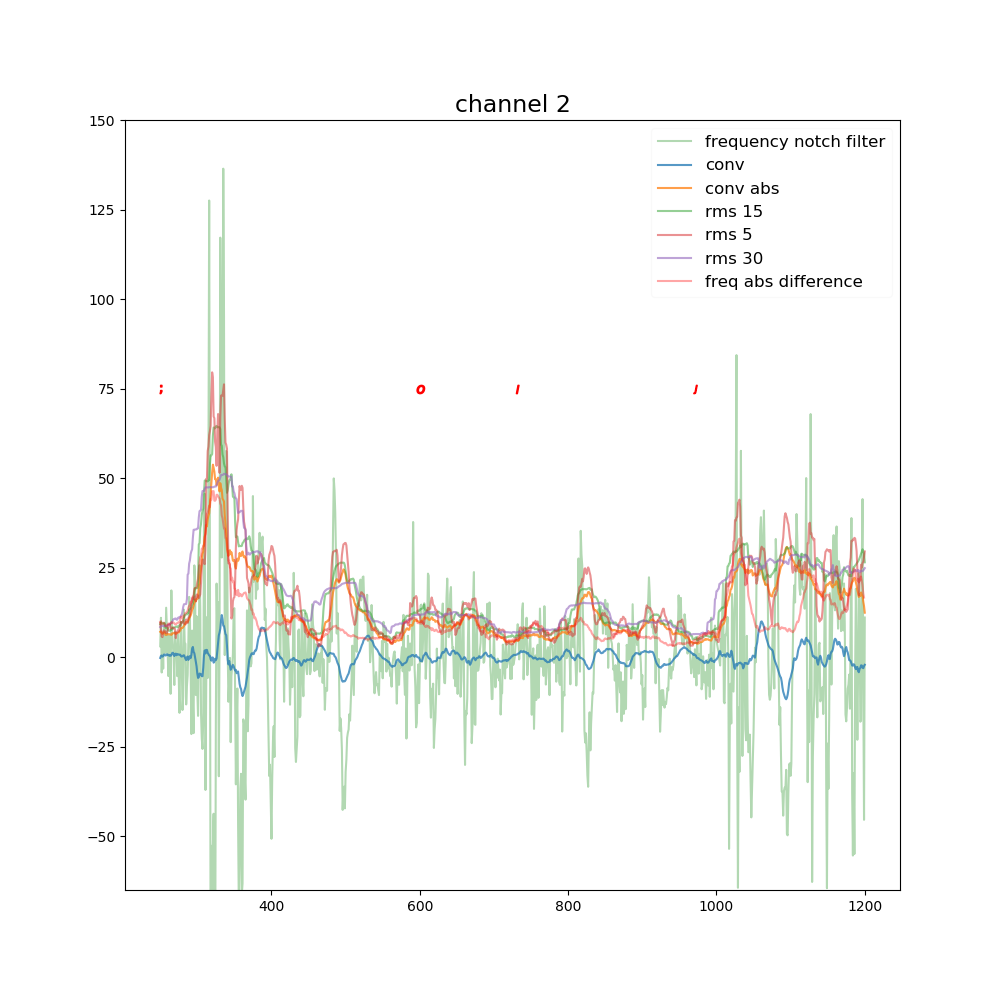 channel 2
150
125
100
75
50
25
0
−25
−50
frequency notch filter
conv
conv abs
rms 15
rms 5
rms 30
freq abs difference
; o l j
400 600 800 1000 1200